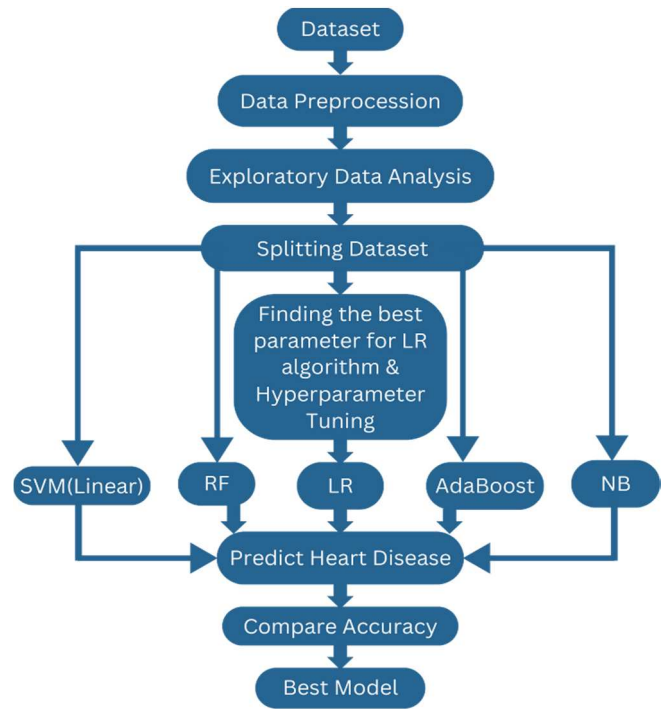 Dataset
Data Preprocession
Exploratory Data Analysis
Splitting Dataset
Finding the best
parameter for LR
algorithm &
Hyperparameter
Tuning
SVM(Linear)
RF
LR
AdaBoost
NB
Predict Heart Disease
Compare Accuracy
Best Model